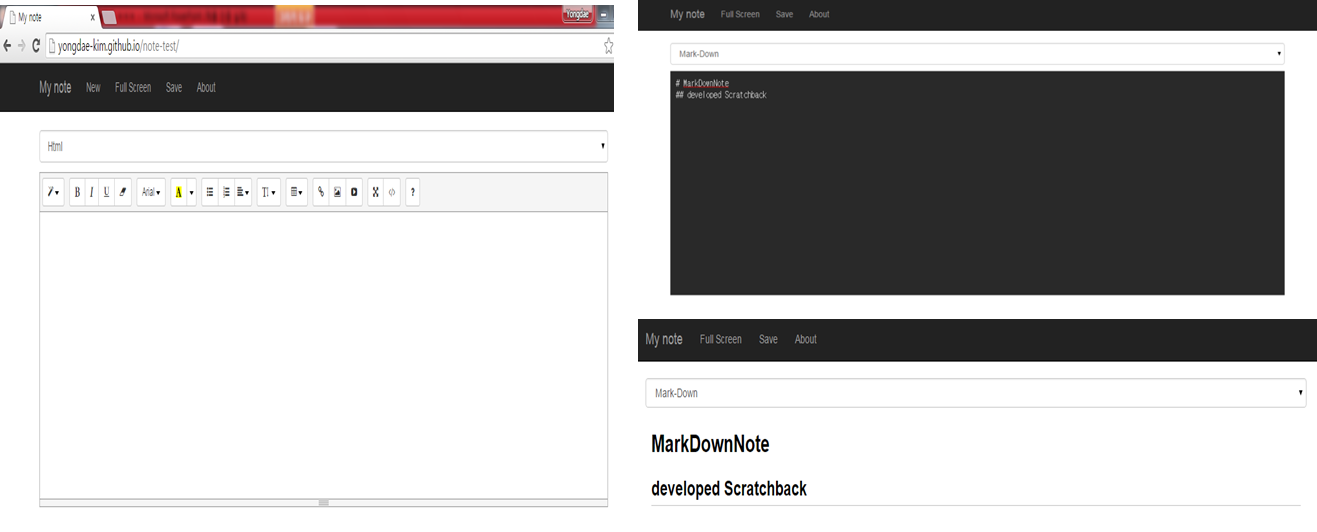 My note x
Yongdae
yongdae-kim.github.io/note-test/
My note New Full Screen Save About
Html
B I U Arial A T ?
My note Full Screen Save About
Mark-Down
# MarkDownNote
## developed Scratchback
My note Full Screen Save About
Mark-Down
MarkDownNote
developed Scratchback